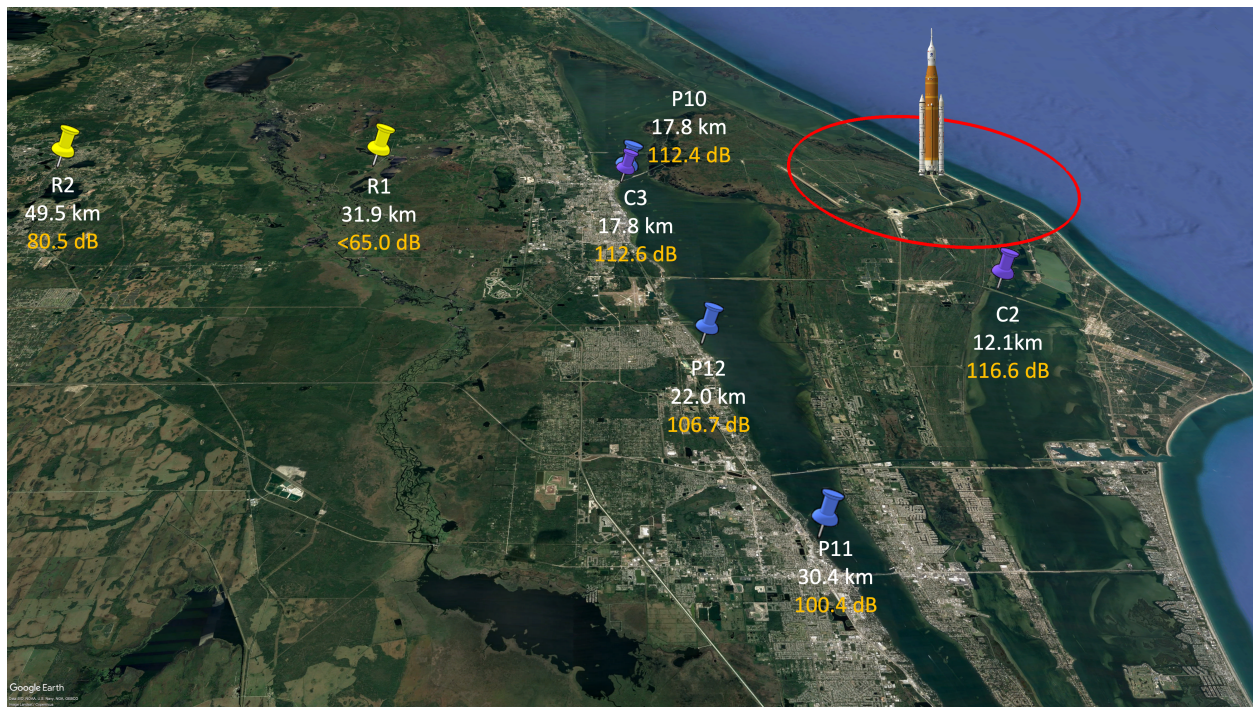 P10
17.8 km
112.4 dB
R2
49.5 km
80.5 dB
R1
31.9 km
<65.0 dB
C3
17.8 km
112.6 dB
C2
12.1km
116.6 dB
P12
22.0 km
106.7 dB
P11
30.4 km
100.4 dB
Google Earth